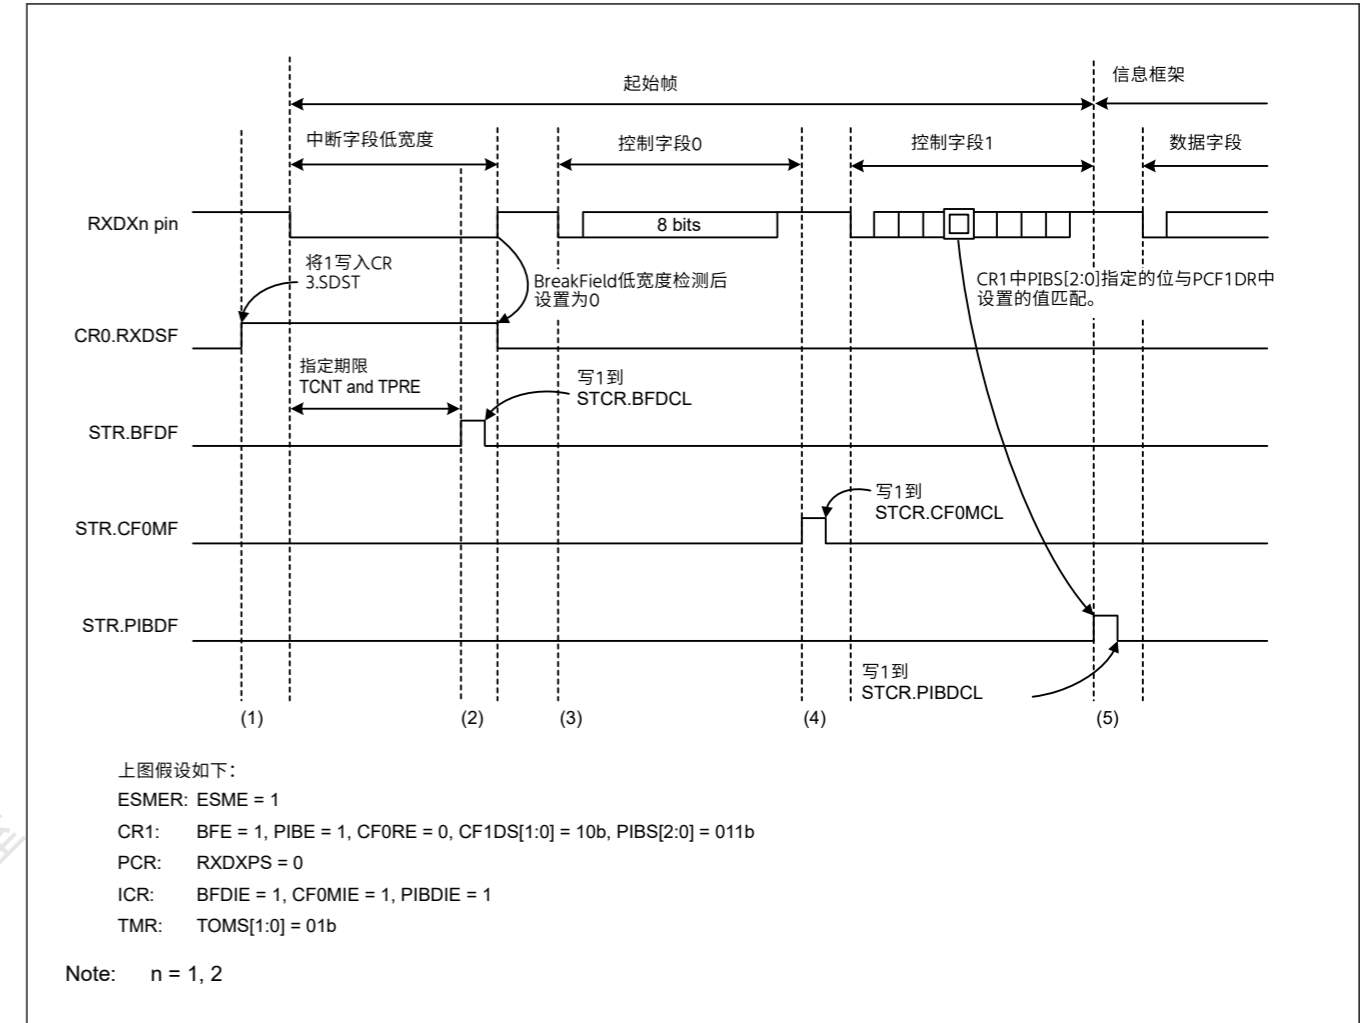 起始帧
信息框架
中断字段低宽度
控制字段0
控制字段1
数据字段
RXDXn pin
8 bits
将1写入CR
3.SDST
BreakField低宽度检测后
设置为0
CR1中PIBS[2:0]指定的位与PCF1DR中
设置的值匹配。
CR0.RXDSF
指定期限
TCNT and TPRE
写1到
STCR.BFDCL
STR.BFDF
写1到
STCR.CF0MCL
STR.CF0MF
STR.PIBDF
写1到
STCR.PIBDCL
(1)
(2)
(3)
(4)
(5)
上图假设如下：
ESMER: ESME = 1
CR1: BFE = 1, PIBE = 1, CF0RE = 0, CF1DS[1:0] = 10b, PIBS[2:0] = 011b
PCR: RXDXPS = 0
ICR: BFDIE = 1, CF0MIE = 1, PIBDIE = 1
TMR: TOMS[1:0] = 01b
Note: n = 1, 2